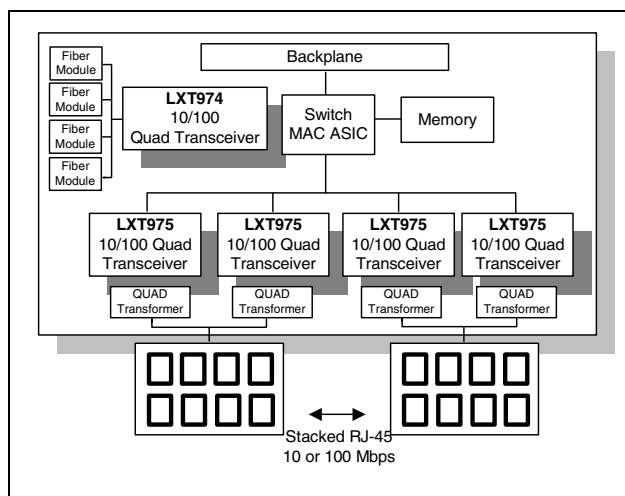 Fiber
Module
Fiber
Module
Fiber
Module
Fiber
Module
LXT974
10/100
Quad Transceiver
Backplane
Switch
MAC ASIC
Memory
LXT975
10/100 Quad
Transceiver
LXT975
10/100 Quad
Transceiver
LXT975
10/100 Quad
Transceiver
LXT975
10/100 Quad
Transceiver
QUAD
Transformer
QUAD
Transformer
QUAD
Transformer
QUAD
Transformer
Stacked RJ-45
10 or 100 Mbps